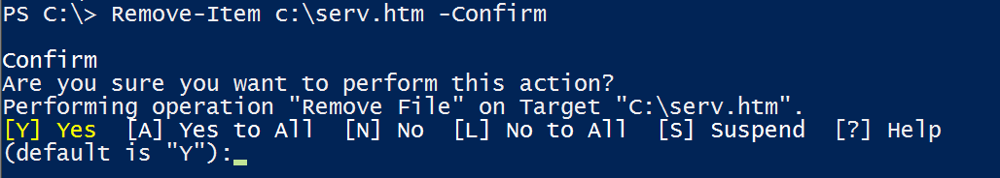 PS C:\> Remove-Item c:\serv.htm -Confirm
Confirm
Are you sure you want to perform this action?
Performing operation "Remove File" on Target "C:\serv.htm".
[Y] Yes  [A] Yes to All  [N] No  [L] No to All  [S] Suspend  [?] Help
(default is "Y"):